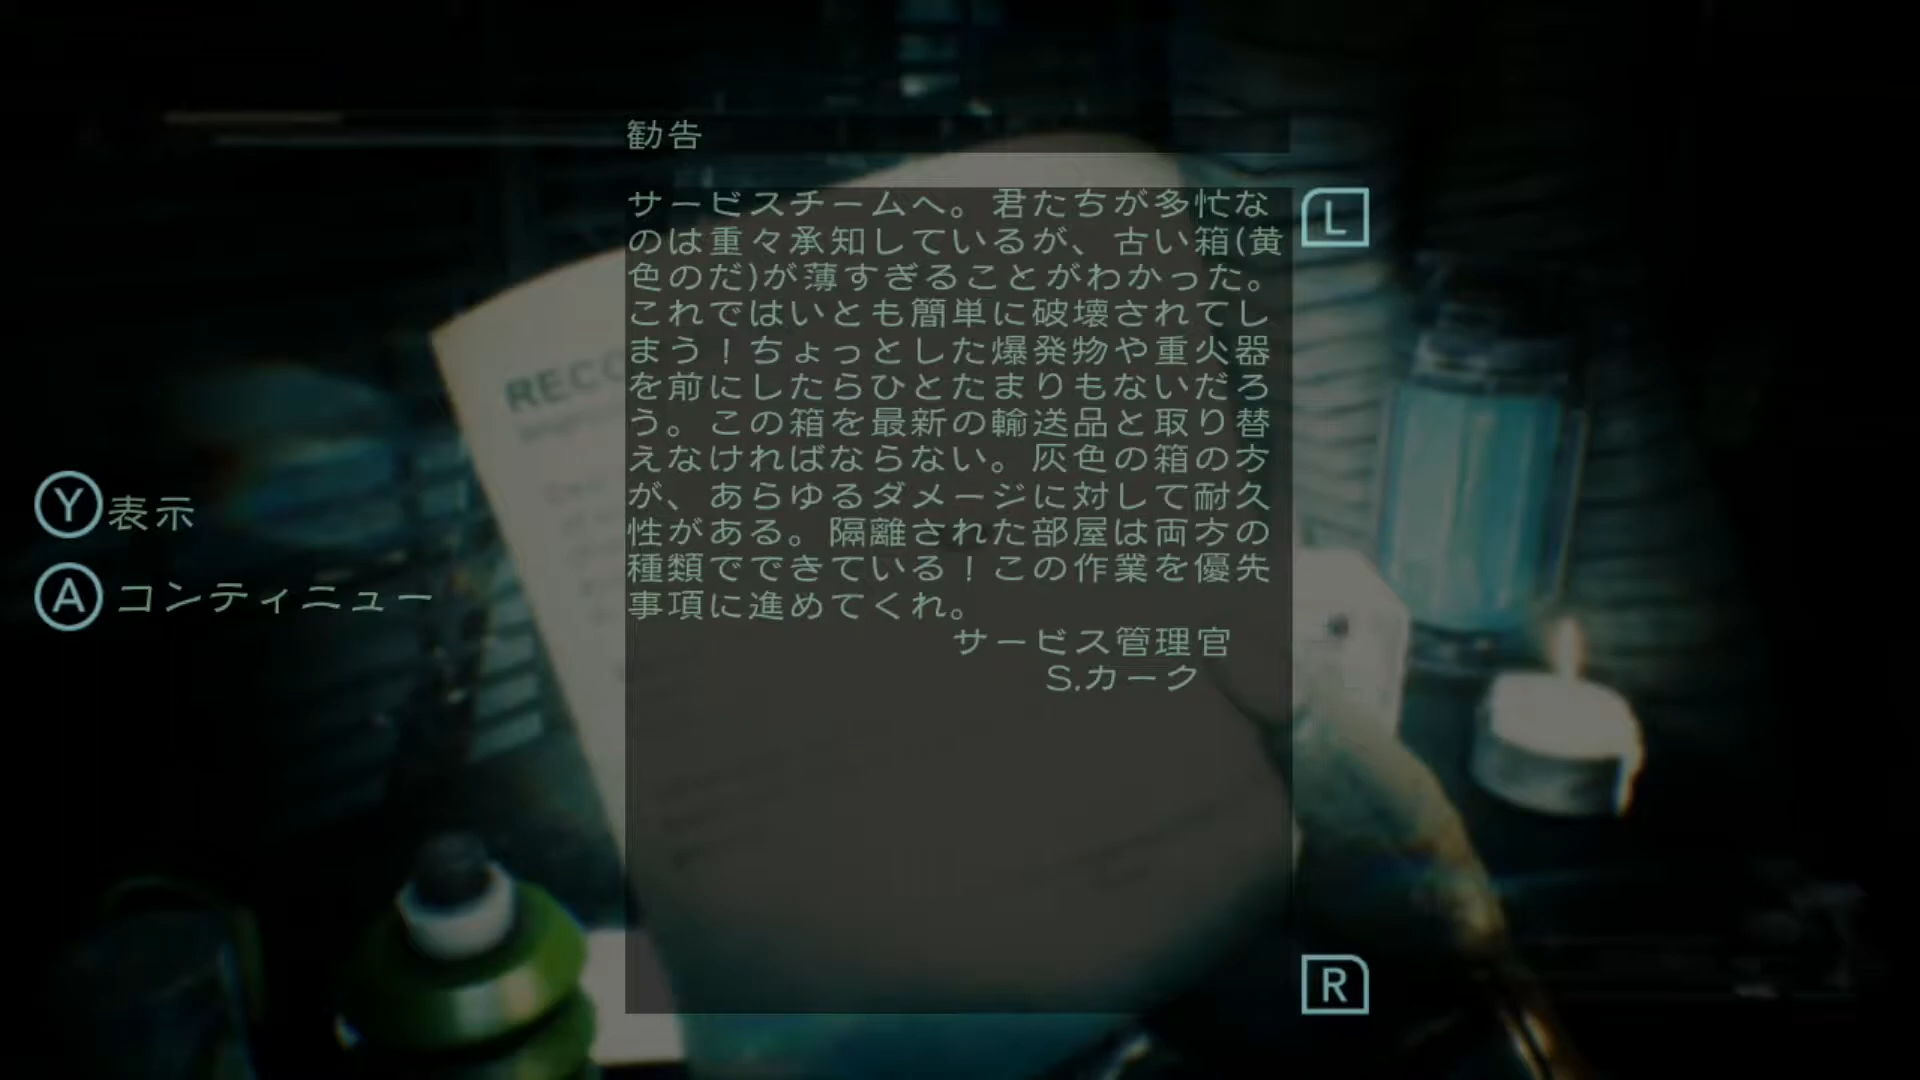 勧告
サービスチームへ。君たちが多忙な
のは重々承知しているが、古い箱(黄
色のだ)が薄すぎることがわかった。
これではいとも簡単に破壊されてし
まう！ちょっとした爆発物や重火器
を前にしたらひとたまりもないだろ
う。この箱を最新の輸送品と取り替
えなければならない。灰色の箱の方
が、あらゆるダメージに対して耐久
性がある。隔離された部屋は両方の
種類でできている！この作業を優先
事項に進めてくれ。
サービス管理官
S.カーク
L
RECO
Y表示
Aコンティニュー
R